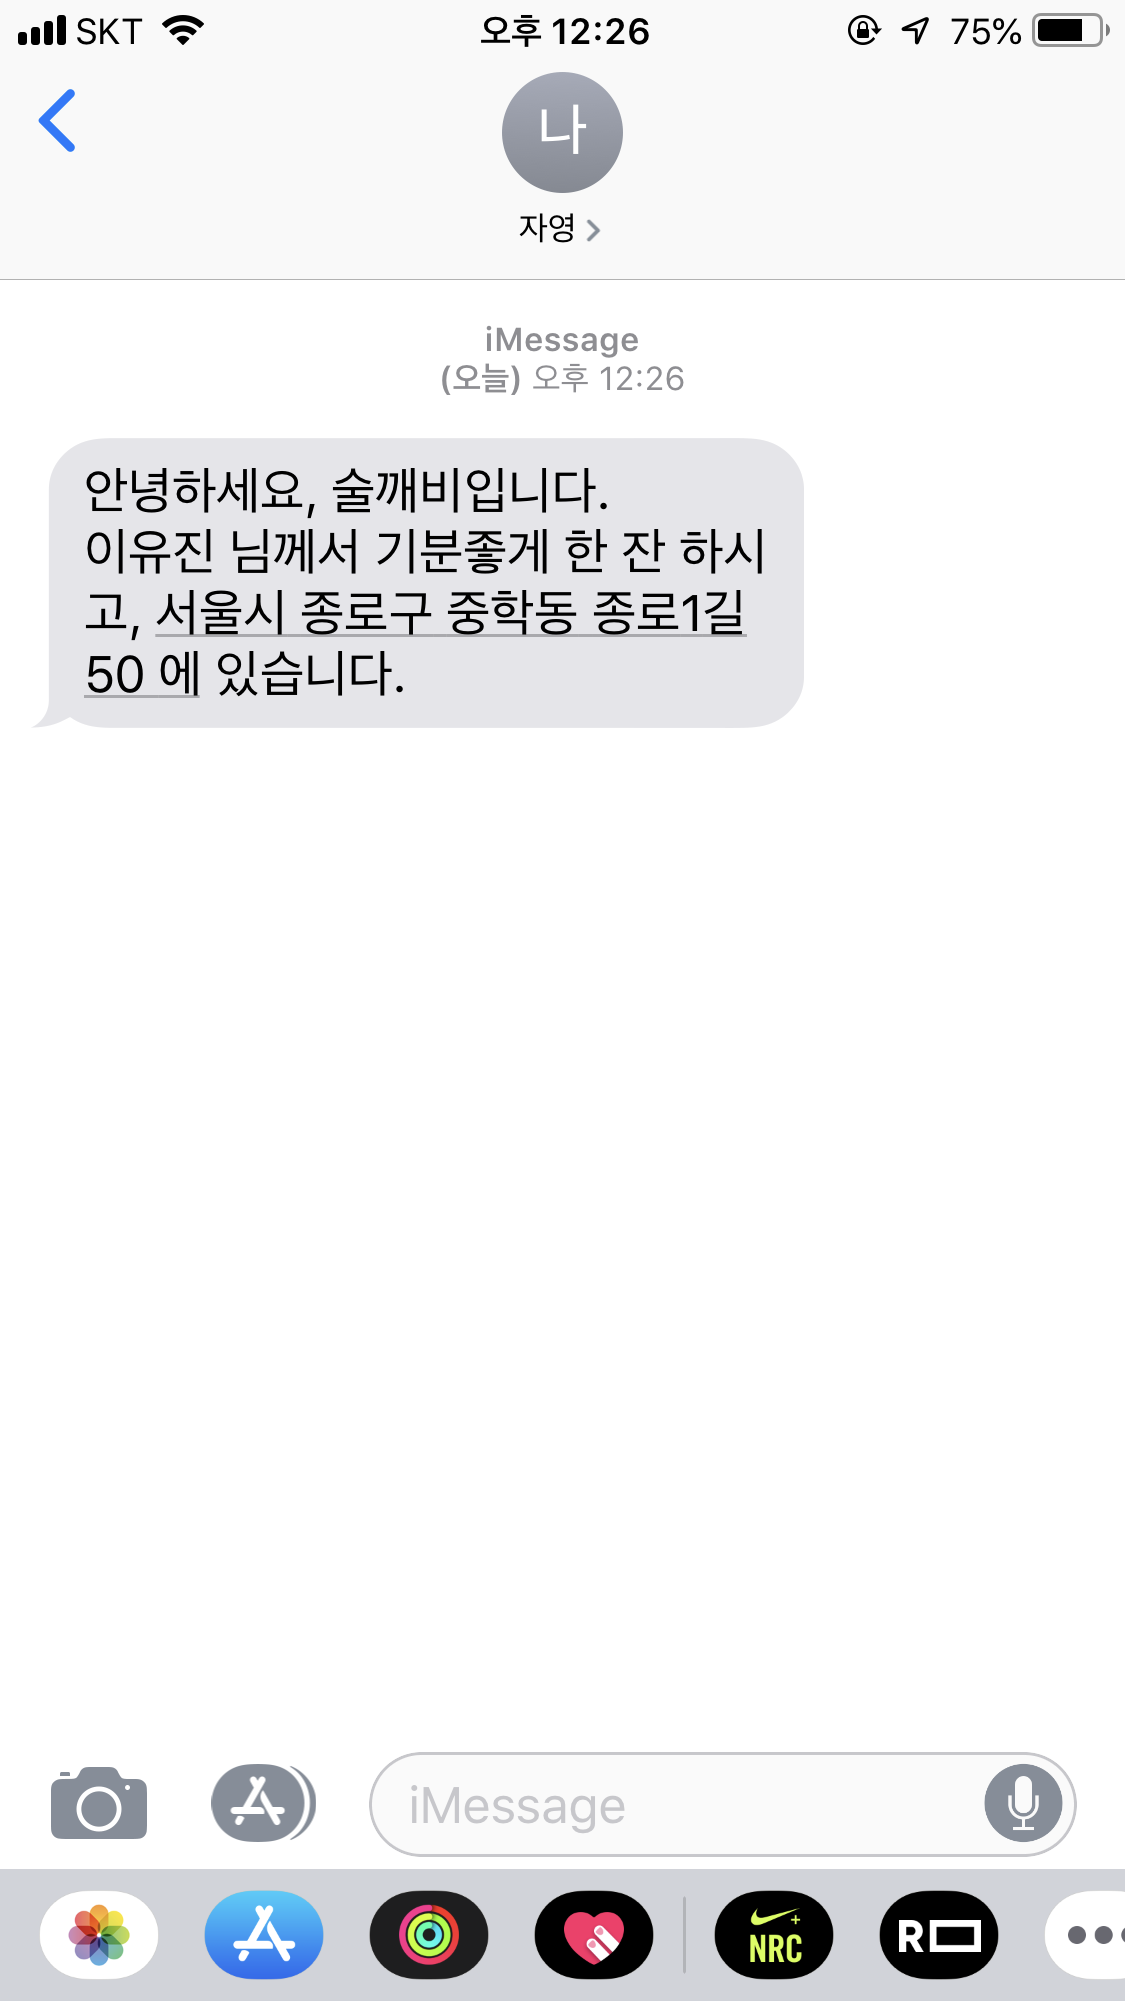 SKT 오후 12:26 75%
나
자영
iMessage
(오늘) 오후 12:26
안녕하세요, 술깨비입니다.
이유진 님께서 기분좋게 한 잔 하시
고, 서울시 종로구 중학동 종로1길
50 에 있습니다.
iMessage
NRC R